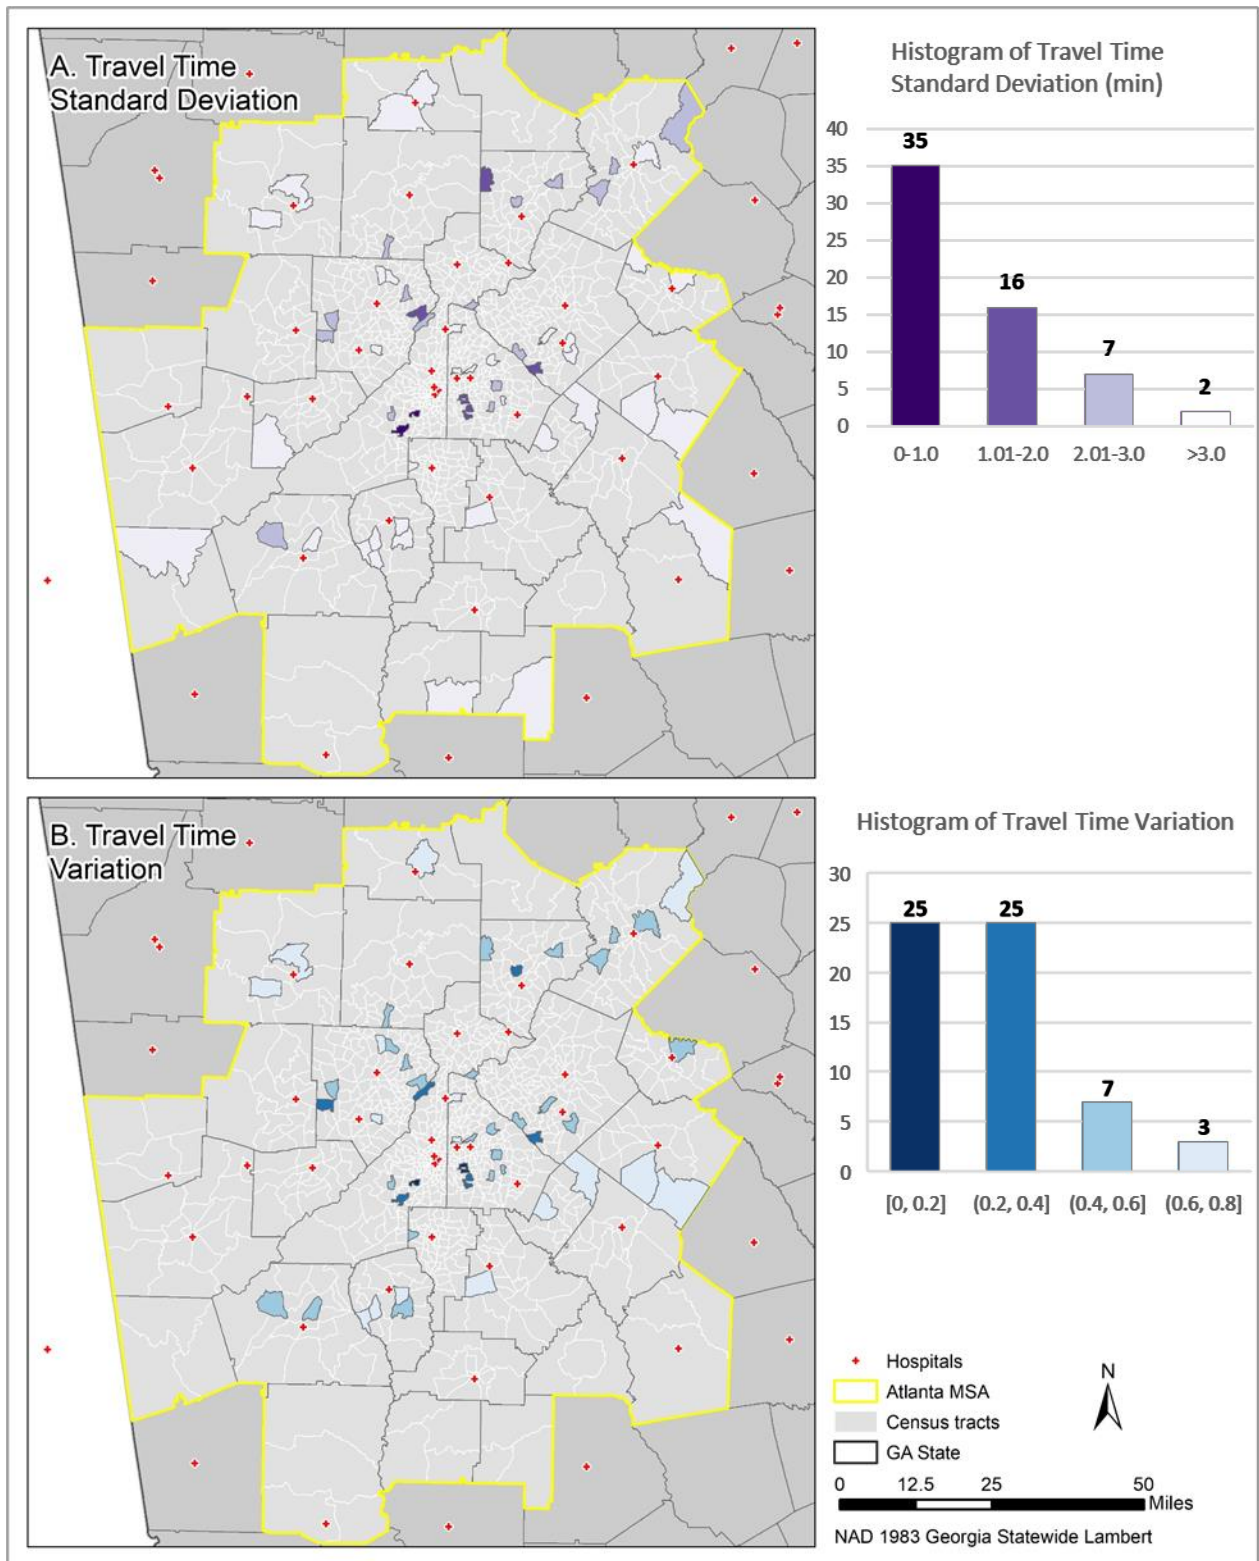 A. Travel Time
Standard Deviation
Histogram of Travel Time
Standard Deviation (min)
40
35
30
25
20
15
10
5
0
35
16
7
2
0-1.0
1.01-2.0
2.01-3.0
>3.0
B. Travel Time
Variation
Histogram of Travel Time Variation
30
25
20
15
10
5
0
25
25
7
3
[0, 0.2]
(0.2, 0.4]
(0.4, 0.6]
(0.6, 0.8]
Hospitals
Atlanta MSA
Census tracts
GA State
N
0 12.5 25 50
Miles
NAD 1983 Georgia Statewide Lambert